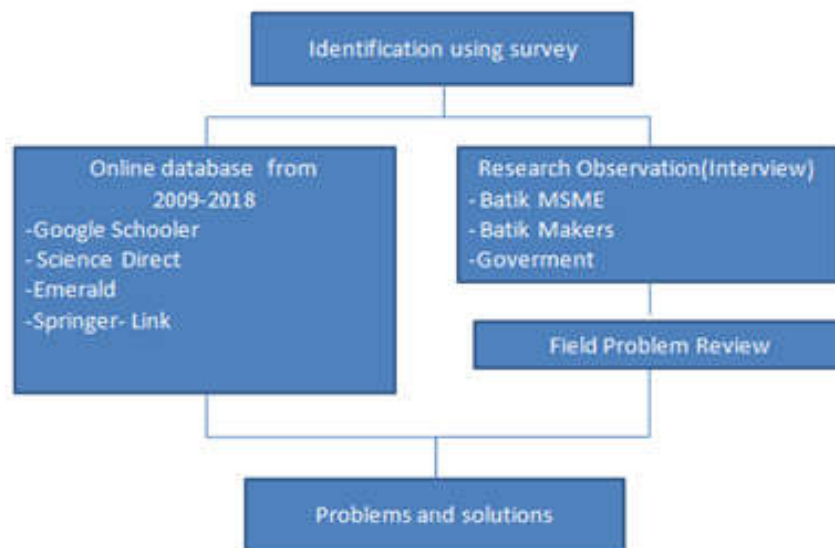 Identification using survey
Online database from
2009-2018
-Google Schooler
- Science Direct
-Emerald
-Springer- Link
Research Observation(Interview)
- Batik MSME
- Batik Makers
-Goverment
Field Problem Review
Problems and solutions